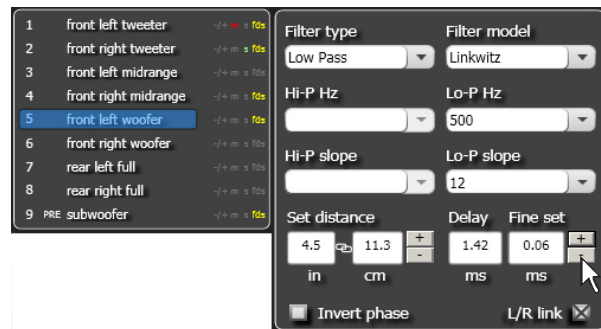 1 front left tweeter -/+ m s fds
2 front right tweeter -/+ m s fds
3 front left midrange -/+ m s fds
4 front right midrange -/+ m s fds
5 front left woofer -/+ m s fds
6 front right woofer -/+ m s fds
7 rear left full -/+ m s fds
8 rear right full -/+ m s fds
9 PRE subwoofer -/+ m s fds
Filter type Filter model
Low Pass Linkwitz
Hi-P Hz Lo-P Hz
500
Hi-P slope Lo-P slope
12
Set distance Delay Fine set
4.5 11.3 + - 1.42 0.06 + -
in cm ms ms
Invert phase L/R link